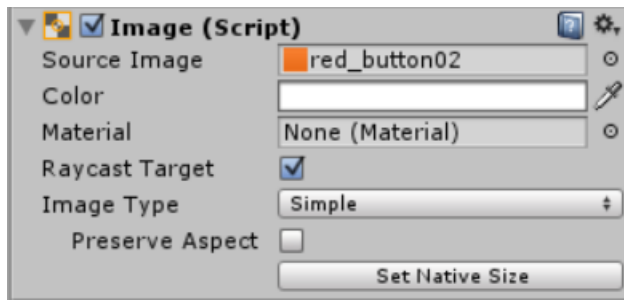 Image (Script)
Source Image red_button02
Color
Material None (Material)
Raycast Target
Image Type Simple
Preserve Aspect
Set Native Size